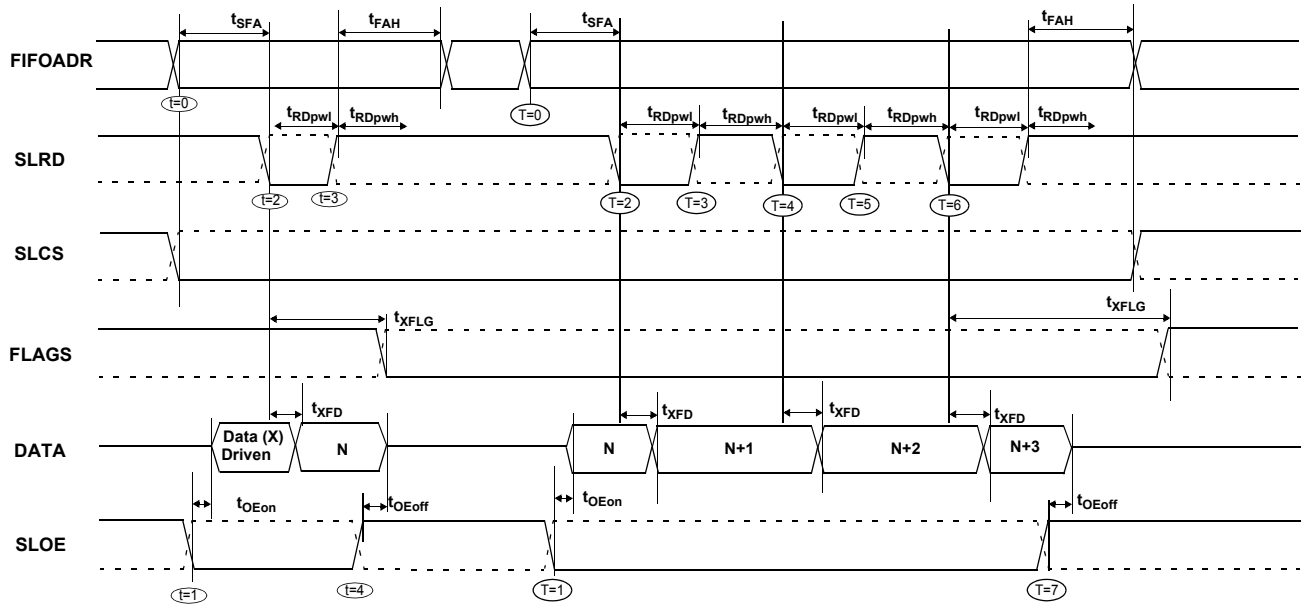 tSFA tFAH tSFA tFAH
FIFOADR
t=0 T=0
tRDpwl tRDpwh tRDpwl tRDpwh tRDpwl tRDpwh tRDpwl tRDpwh
SLRD
t=2 t=3 T=2 T=3 T=4 T=5 T=6
SLCS
tXFLG tXFLG
FLAGS
tXFD tXFD tXFD tXFD
DATA
Data (X)
Driven
N N N+1 N+2 N+3
tOEon tOEoff tOEon tOEoff
SLOE
t=1 t=4 T=1 T=7